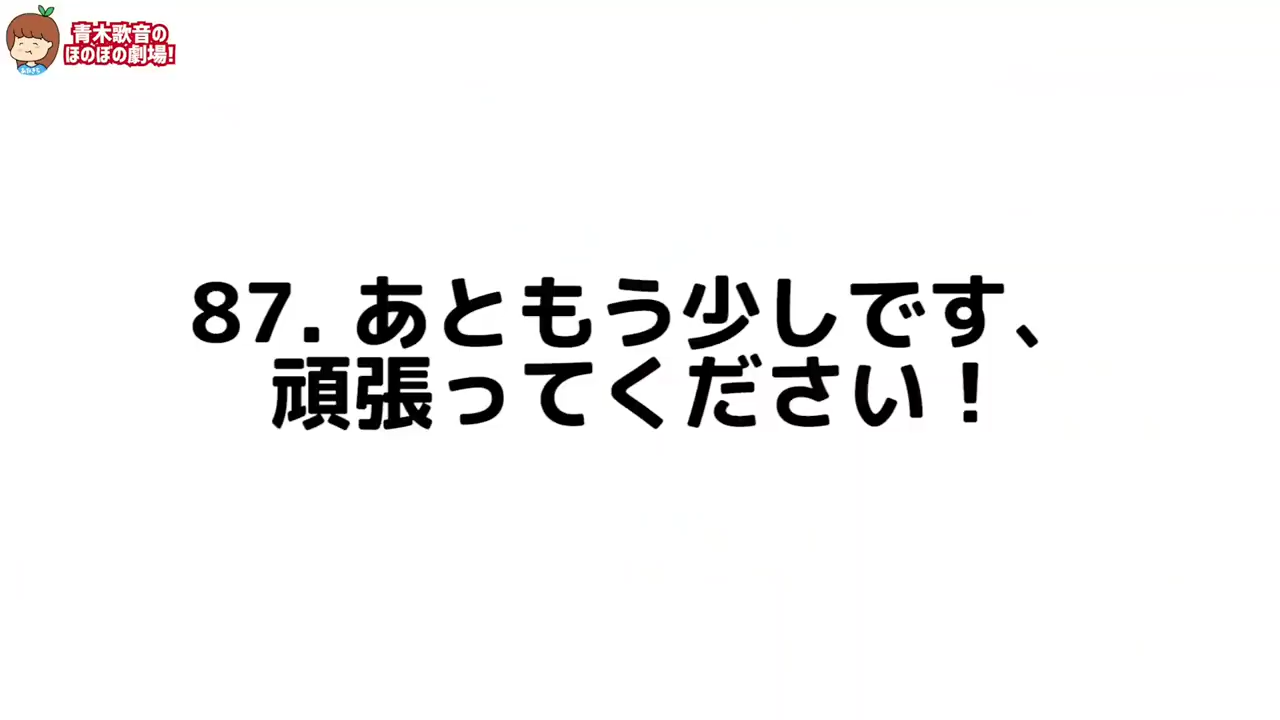 青木歌音の
ほのぼの劇場!
87. あともう少しです、
頑張ってください！